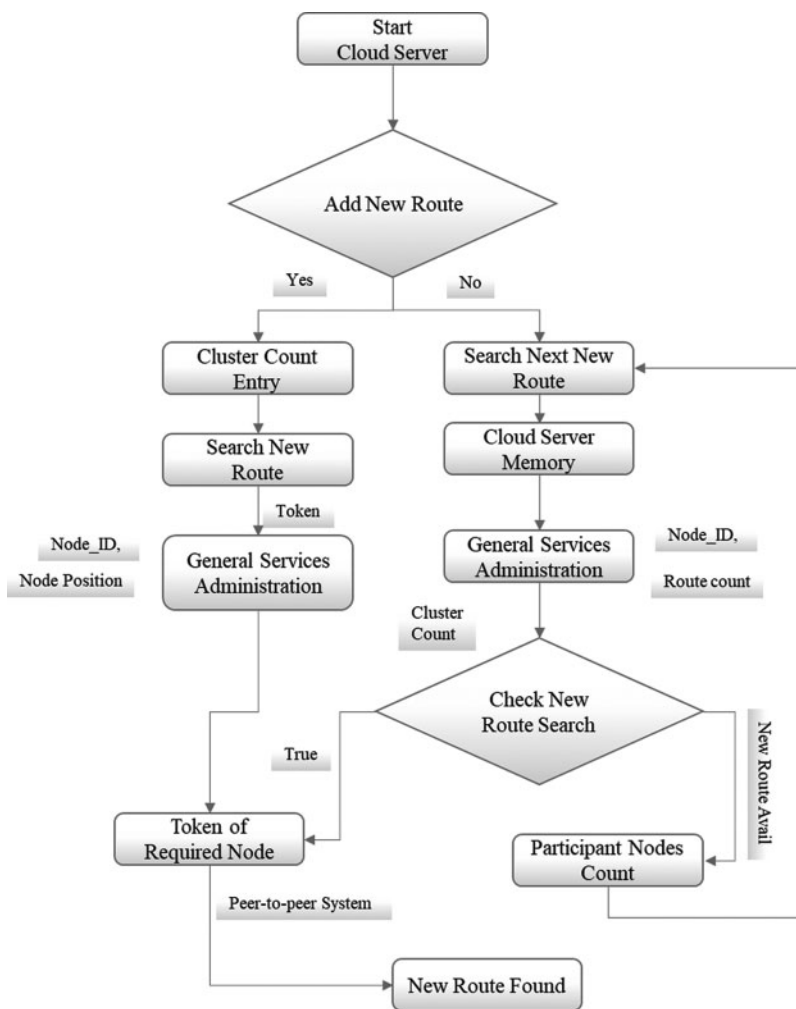 Start
Cloud Server
Add New Route
Yes
No
Cluster Count
Entry
Search Next New
Route
Search New
Route
Cloud Server
Memory
Token
Node_ID,
Node Position
General Services
Administration
General Services
Administration
Node_ID,
Route count
Cluster
Count
Check New
Route Search
True
New Route Avail
Token of
Required Node
Participant Nodes
Count
Peer-to-peer System
New Route Found